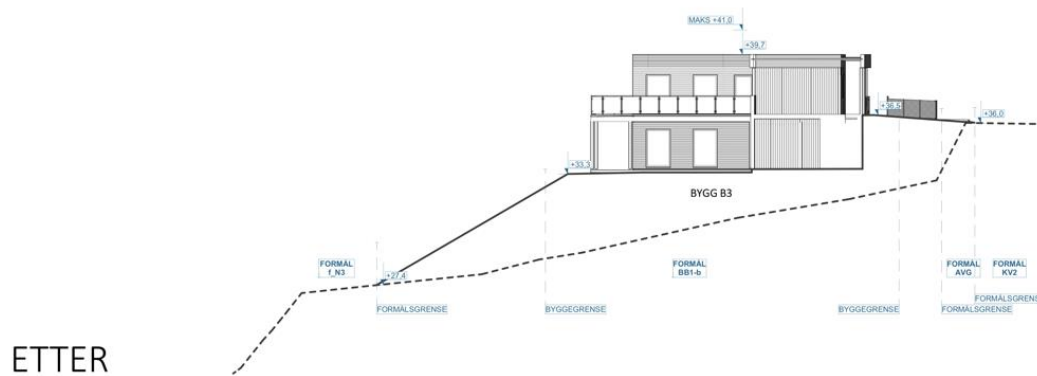 MAKS +41.0
+39,7
+36,5
+36,0
+33,3
BYGG B3
FORMÅL
f_N3
FORMÅL
BB1-b
FORMÅL
AVG
FORMÅL
KV2
+27,4
FORMÅLSGRENSE
FORMÅLSGRENSE
BYGGEGRENSE
BYGGEGRENSE
FORMÅLSGRENSE
ETTER